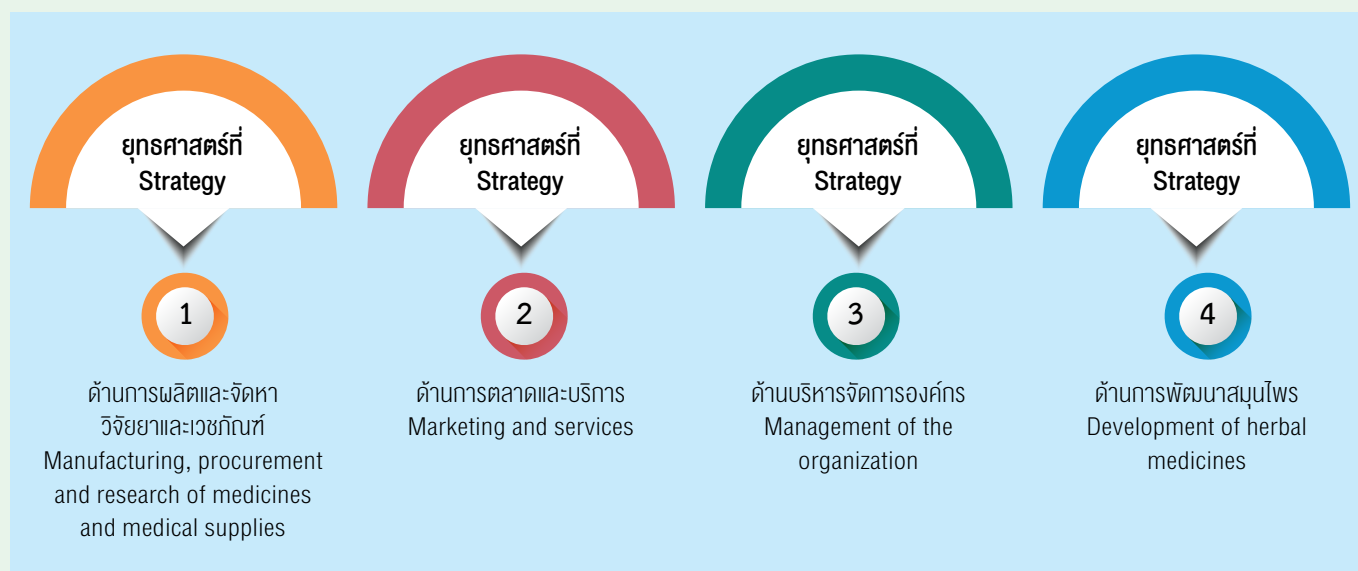 ยุทธศาสตร์ที่
Strategy
1
ด้านการผลิตและจัดหา
วิจัยยาและเวชภัณฑ์
Manufacturing, procurement
and research of medicines
and medical supplies
ยุทธศาสตร์ที่
Strategy
2
ด้านการตลาดและบริการ
Marketing and services
ยุทธศาสตร์ที่
Strategy
3
ด้านบริหารจัดการองค์กร
Management of the
organization
ยุทธศาสตร์ที่
Strategy
4
ด้านการพัฒนาสมุนไพร
Development of herbal
medicines